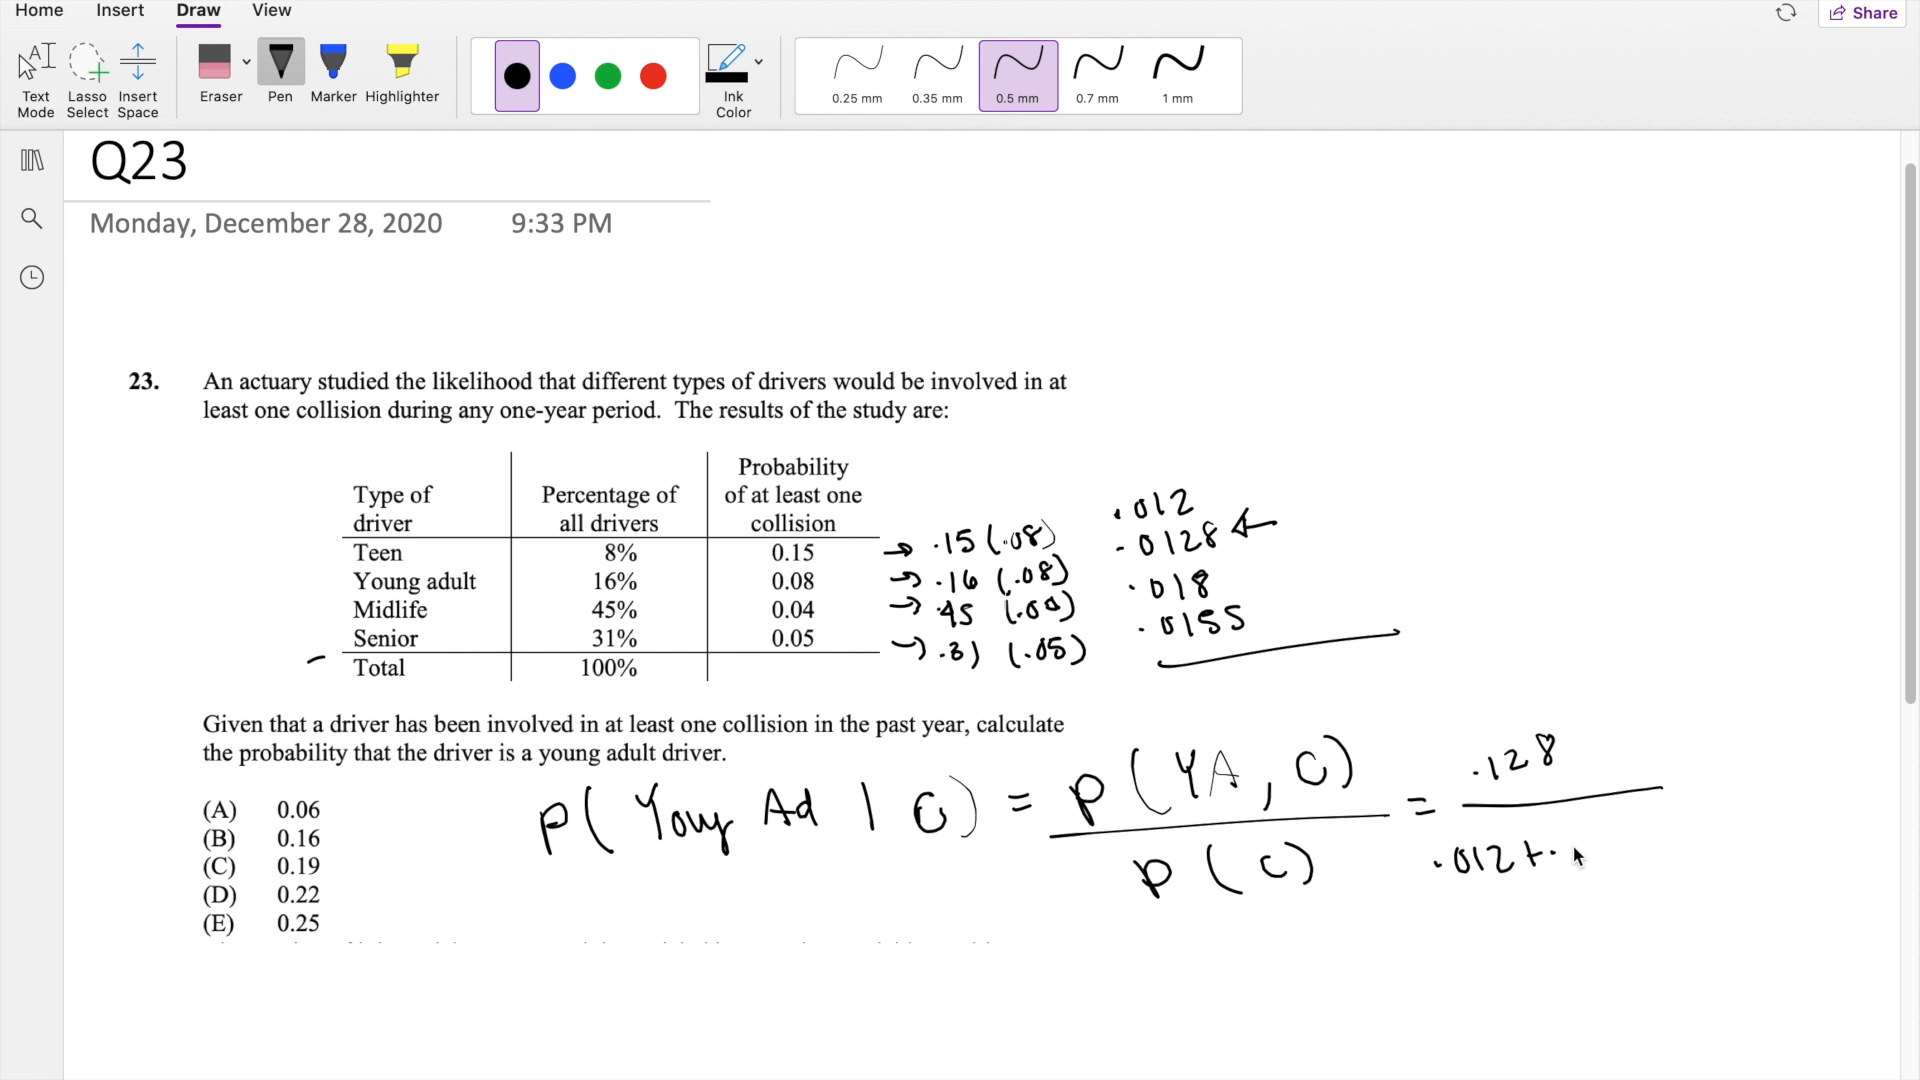 Home Insert Draw View
Share
Text Mode
Lasso Select
Insert Space
Eraser
Pen
Marker
Highlighter
Ink Color
0.25 mm
0.35 mm
0.5 mm
0.7 mm
1 mm
Q23
Monday, December 28, 2020 9:33 PM
23. An actuary studied the likelihood that different types of drivers would be involved in at
least one collision during any one-year period. The results of the study are:
Type of driver Percentage of all drivers Probability of at least one collision
Teen 8% 0.15 → .15 (.08) .012
Young adult 16% 0.08 → .16 (.08) .0128 ←
Midlife 45% 0.04 → .45 (.04) .018
Senior 31% 0.05 → .31 (.05) .0155
Total 100%
Given that a driver has been involved in at least one collision in the past year, calculate
the probability that the driver is a young adult driver.
(A) 0.06
(B) 0.16
(C) 0.19
(D) 0.22
(E) 0.25
P( Young Ad | C ) = P( YA, C ) = .128
P ( C ) .012 + .